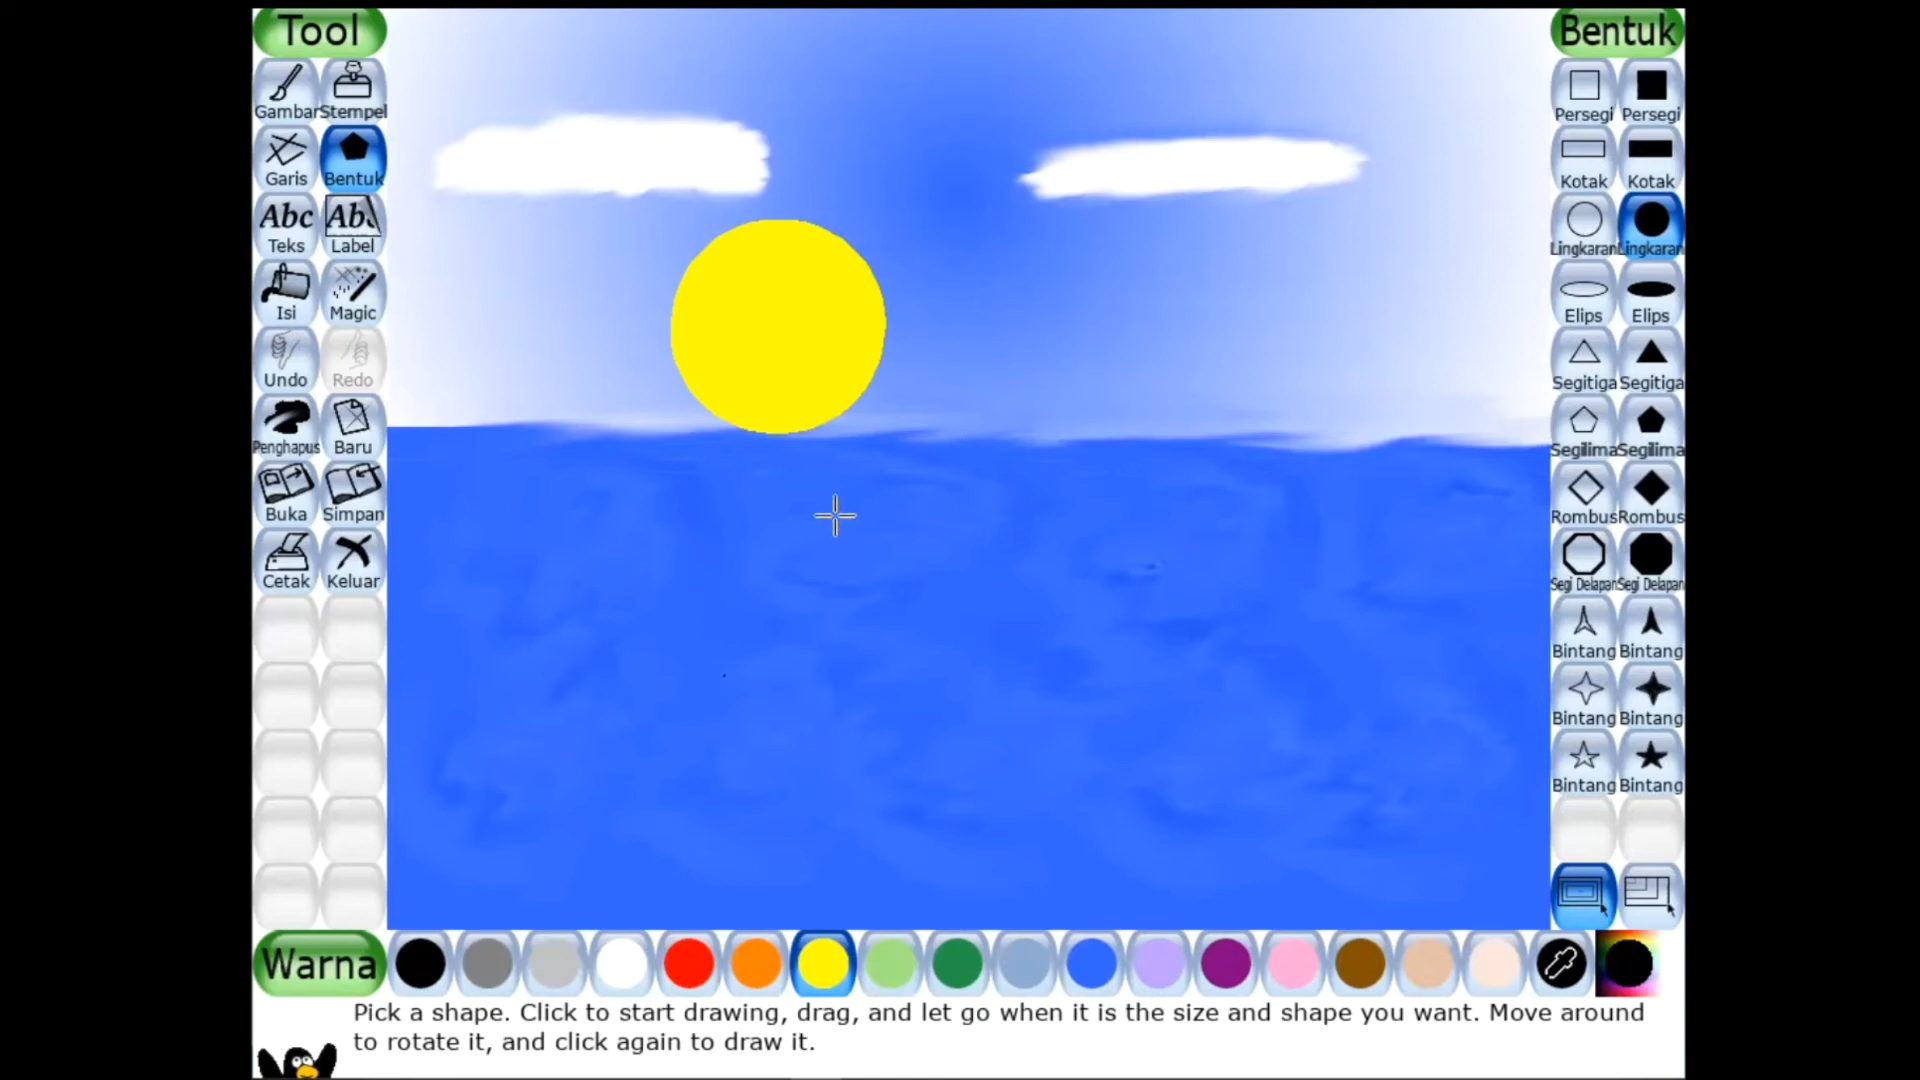 Tool
Gambar Stempel
Garis Bentuk
Abc Abc
Teks Label
Isi Magic
Undo Redo
Penghapus Baru
Buka Simpan
Cetak Keluar
Bentuk
Persegi Persegi
Kotak Kotak
Lingkaran Lingkaran
Elips Elips
Segitiga Segitiga
Segilima Segilima
Rombus Rombus
Segi Delapan Segi Delapan
Bintang Bintang
Bintang Bintang
Bintang Bintang
Warna
Pick a shape. Click to start drawing, drag, and let go when it is the size and shape you want. Move around
to rotate it, and click again to draw it.